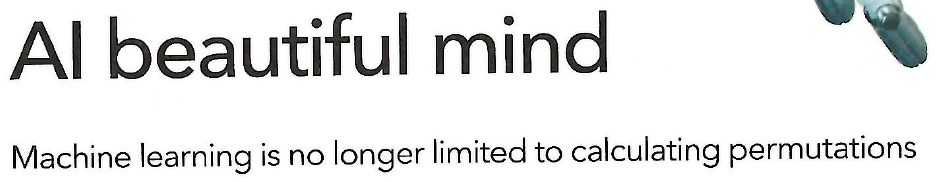 AI beautiful mind
Machine learning is no longer limited to calculating permutations